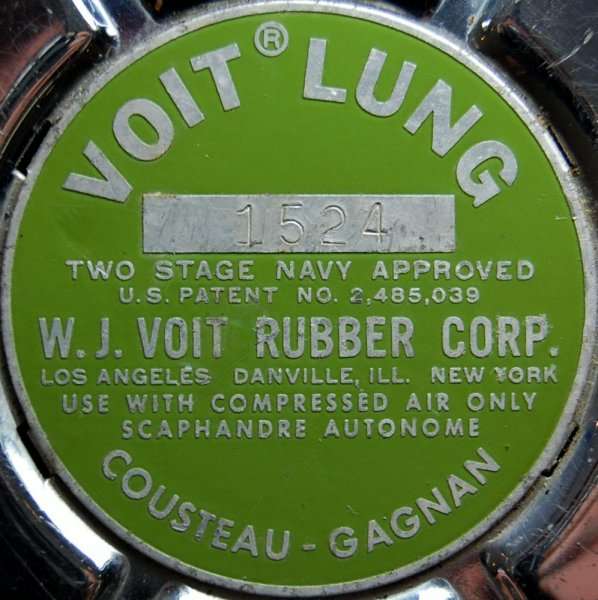 VOIT® LUNG
1524
TWO STAGE NAVY APPROVED
U.S. PATENT NO. 2,485,039
W.J. VOIT RUBBER CORP.
LOS ANGELES DANVILLE, ILL. NEW YORK
USE WITH COMPRESSED AIR ONLY
SCAPHANDRE AUTONOME
COUSTEAU - GAGNAN